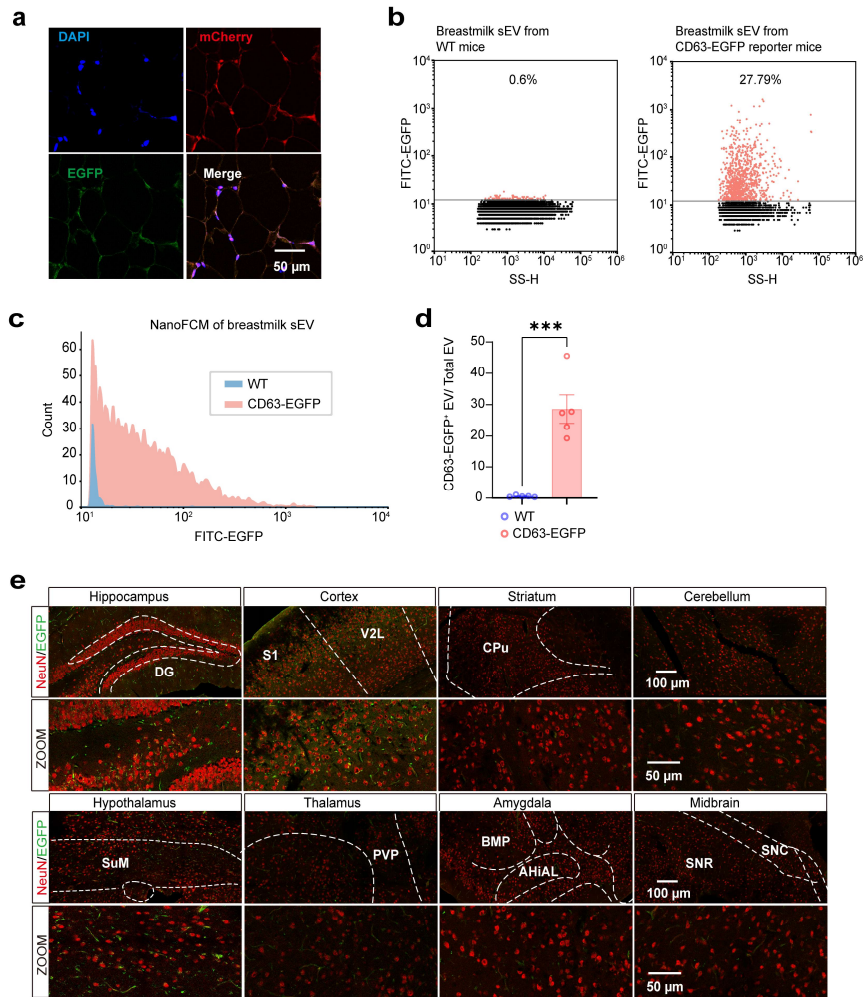 a
DAPI
mCherry
EGFP
Merge
50 µm
b
Breastmilk sEV from
WT mice
0.6%
10⁴
10³
10²
10¹
10⁰
FITC-EGFP
10¹ 10² 10³ 10⁴ 10⁵ 10⁶
SS-H
Breastmilk sEV from
CD63-EGFP reporter mice
27.79%
10⁴
10³
10²
10¹
10⁰
FITC-EGFP
10¹ 10² 10³ 10⁴ 10⁵ 10⁶
SS-H
c
NanoFCM of breastmilk sEV
60
50
40
30
20
10
0
Count
WT
CD63-EGFP
10¹ 10² 10³ 10⁴
FITC-EGFP
d
***
50
40
30
20
10
0
CD63-EGFP⁺ EV/ Total EV
WT
CD63-EGFP
e
Hippocampus Cortex Striatum Cerebellum
NeuN/EGFP
DG
S1
V2L
CPu
100 µm
ZOOM
50 µm
Hypothalamus Thalamus Amygdala Midbrain
NeuN/EGFP
SuM
PVP
BMP
AHiAL
SNR
SNC
100 µm
ZOOM
50 µm